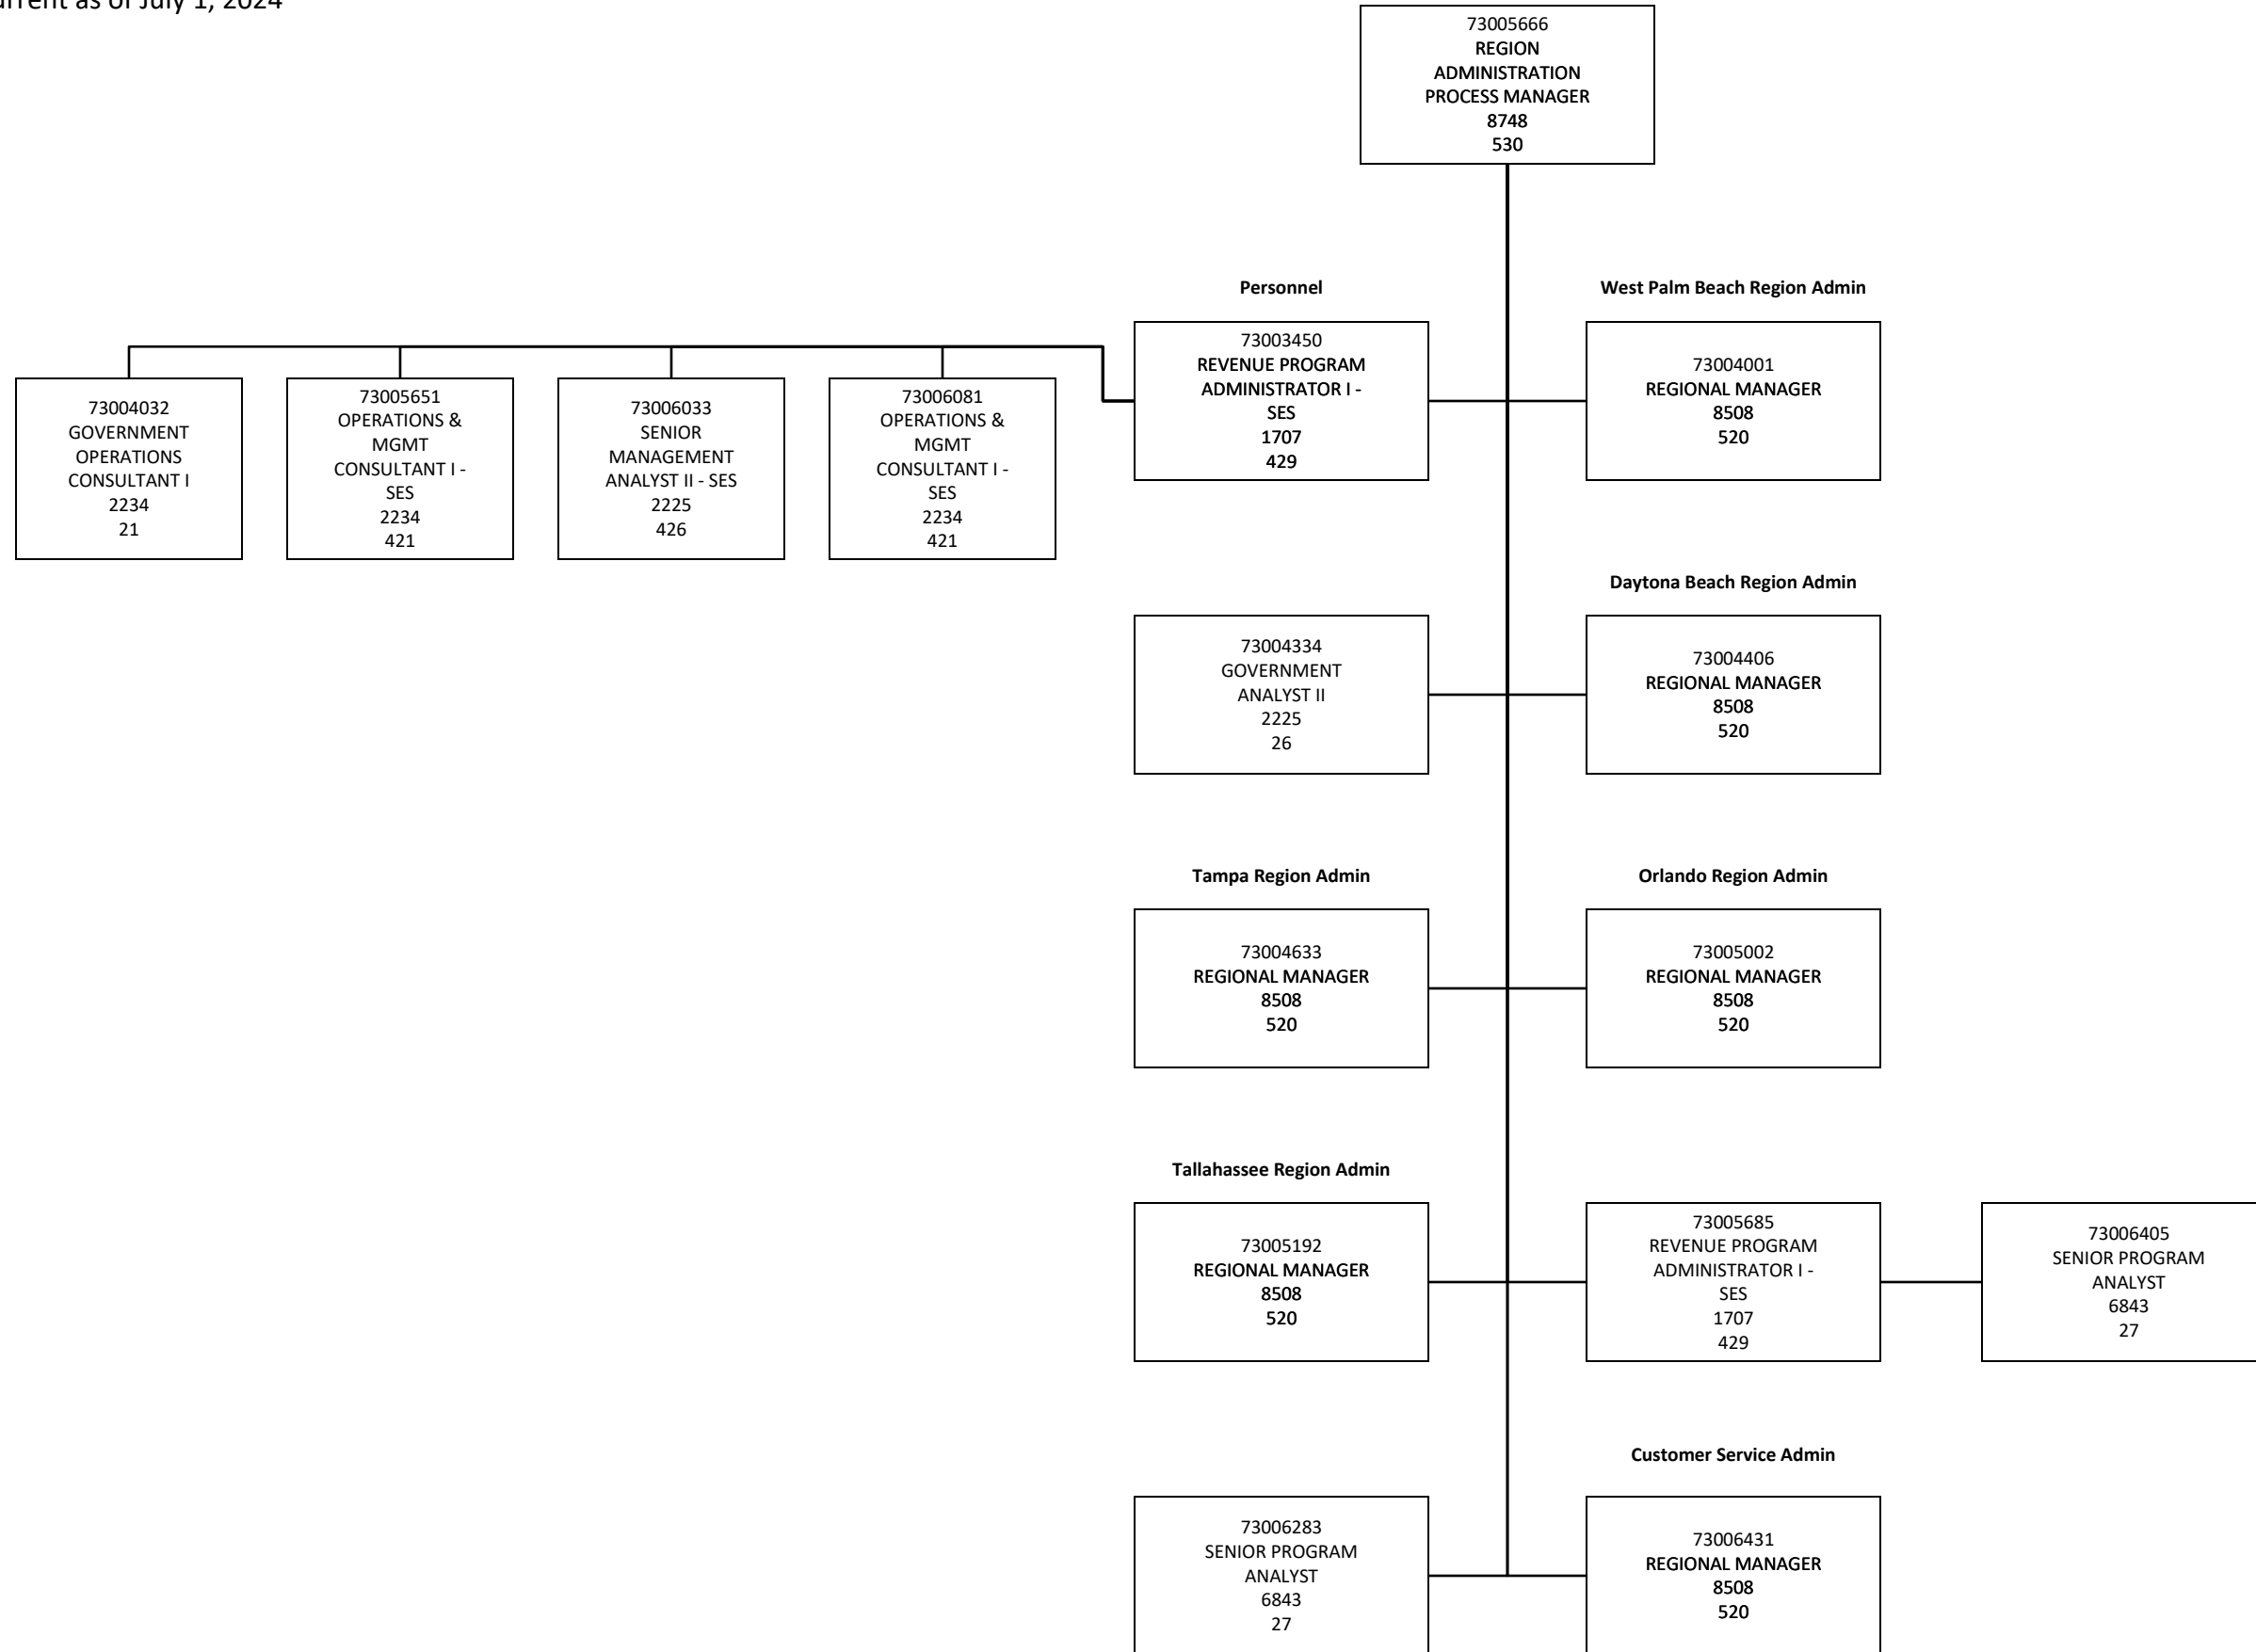 as of July 1, 2024
73005666
REGION
ADMINISTRATION
PROCESS MANAGER
8748
530
Personnel
73003450
REVENUE PROGRAM
ADMINISTRATOR I -
SES
1707
429
West Palm Beach Region Admin
73004001
REGIONAL MANAGER
8508
520
73004032
GOVERNMENT
OPERATIONS
CONSULTANT I
2234
21
73005651
OPERATIONS &
MGMT
CONSULTANT I -
SES
2234
421
73006033
SENIOR
MANAGEMENT
ANALYST II - SES
2225
426
73006081
OPERATIONS &
MGMT
CONSULTANT I -
SES
2234
421
73004334
GOVERNMENT
ANALYST II
2225
26
Daytona Beach Region Admin
73004406
REGIONAL MANAGER
8508
520
Tampa Region Admin
73004633
REGIONAL MANAGER
8508
520
Orlando Region Admin
73005002
REGIONAL MANAGER
8508
520
Tallahassee Region Admin
73005192
REGIONAL MANAGER
8508
520
73005685
REVENUE PROGRAM
ADMINISTRATOR I -
SES
1707
429
73006405
SENIOR PROGRAM
ANALYST
6843
27
73006283
SENIOR PROGRAM
ANALYST
6843
27
Customer Service Admin
73006431
REGIONAL MANAGER
8508
520